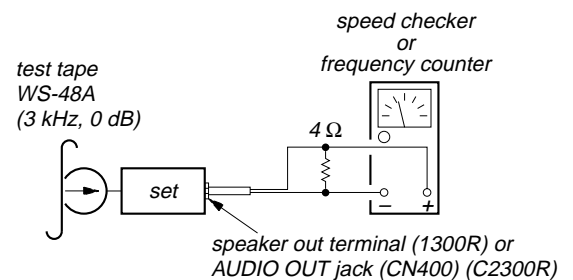 speed checker
or
frequency counter
test tape
WS-48A
(3 kHz, 0 dB)
4 Ω
set
– +
speaker out terminal (1300R) or
AUDIO OUT jack (CN400) (C2300R)